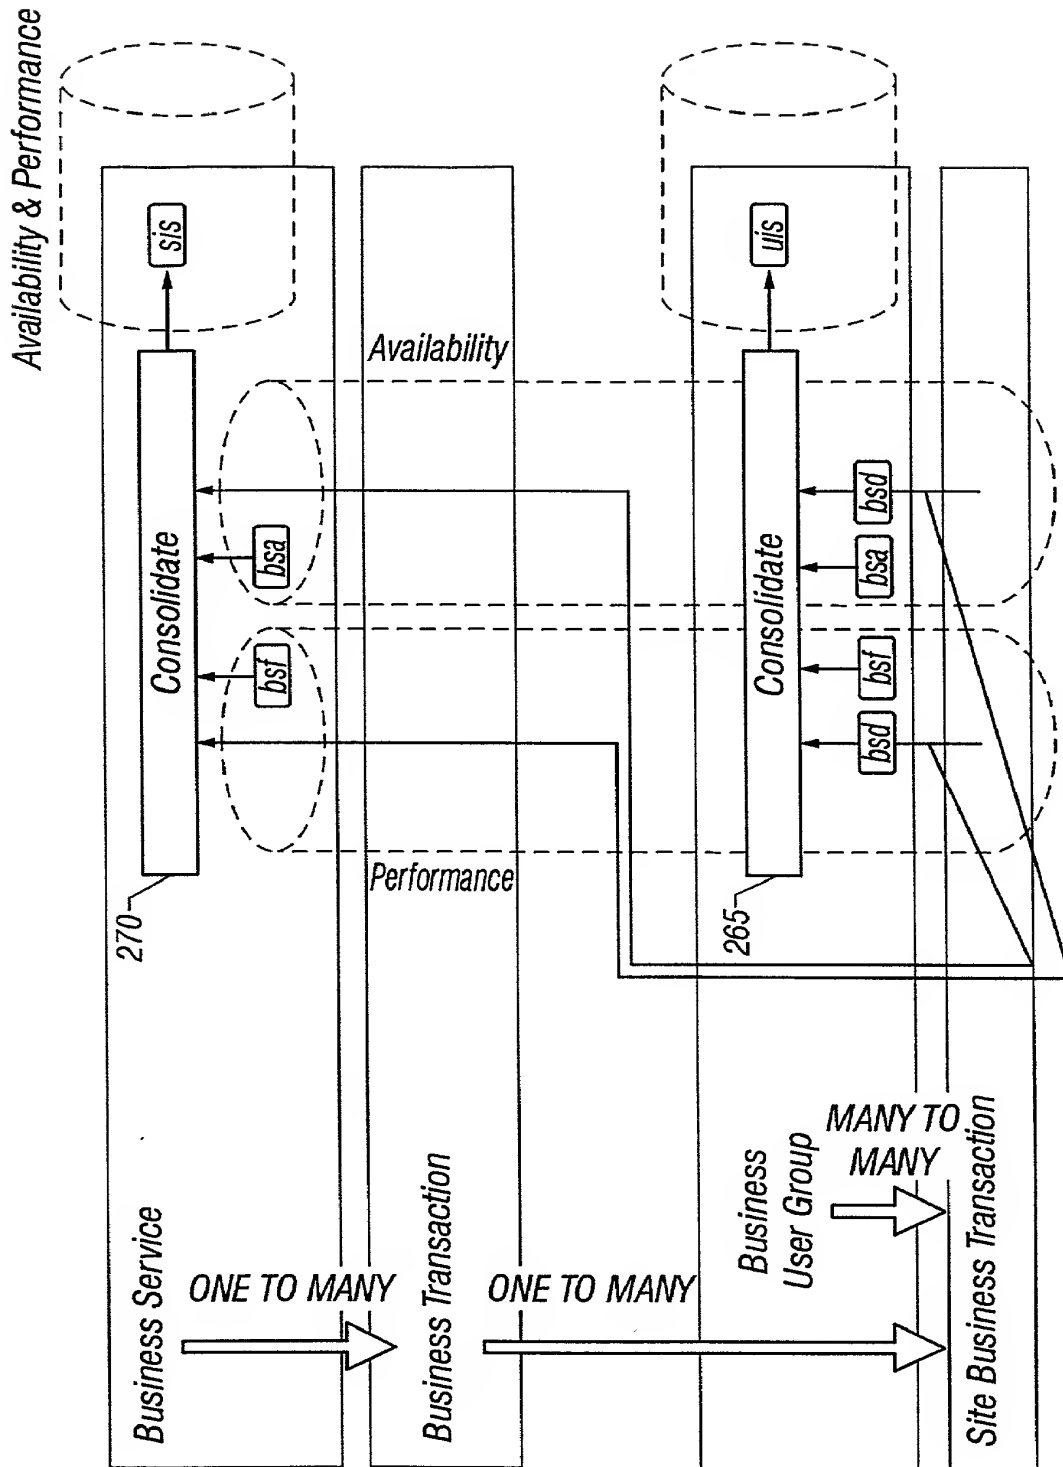 Availability & Performance
Business Service
270
Consolidate
sis
bsf
bsa
ONE TO MANY
Business Transaction
Performance
Availability
ONE TO MANY
Business
User Group
265
Consolidate
uis
bsd
bsf
bsa
bsd
MANY TO
MANY
Site Business Transaction